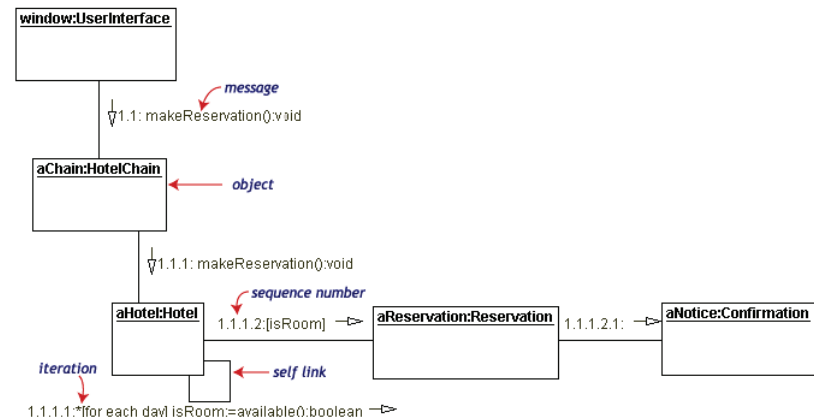 window:UserInterface
message
1.1: makeReservation():void
aChain:HotelChain
object
1.1.1: makeReservation():void
sequence number
aHotel:Hotel
1.1.1.2:[isRoom]
aReservation:Reservation
1.1.1.2.1:
aNotice:Confirmation
iteration
self link
1.1.1.1:*[for each day] isRoom:=available():boolean